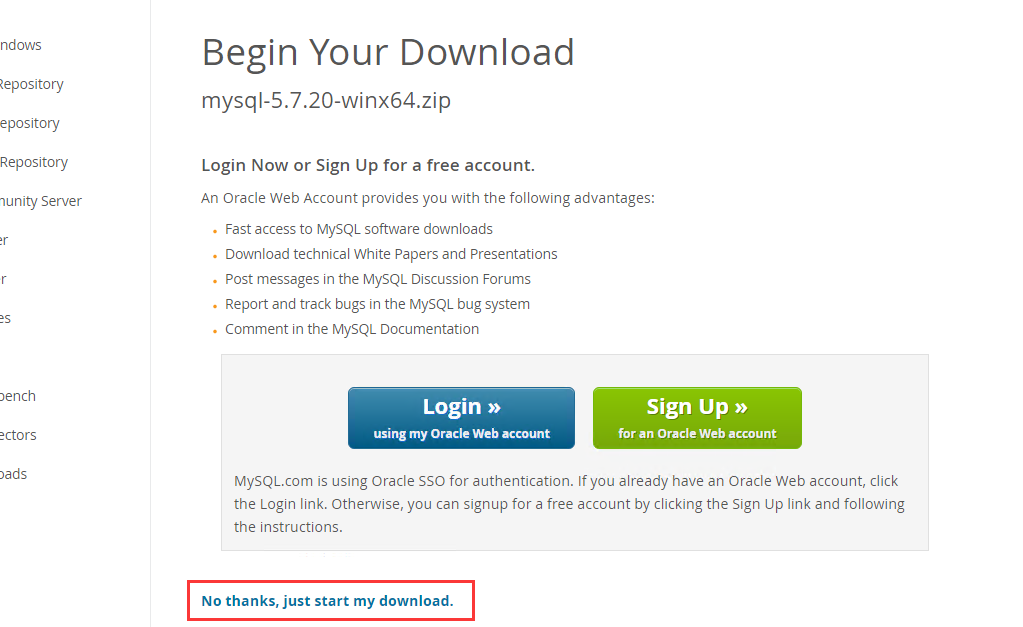 ndows
Repository
epository
Repository
nunity Server
er
r
es
bench
ectors
oads
Begin Your Download
mysql-5.7.20-winx64.zip
Login Now or Sign Up for a free account.
An Oracle Web Account provides you with the following advantages:
Fast access to MySQL software downloads
Download technical White Papers and Presentations
Post messages in the MySQL Discussion Forums
Report and track bugs in the MySQL bug system
Comment in the MySQL Documentation
Login »
using my Oracle Web account
Sign Up »
for an Oracle Web account
MySQL.com is using Oracle SSO for authentication. If you already have an Oracle Web account, click
the Login link. Otherwise, you can signup for a free account by clicking the Sign Up link and following
the instructions.
No thanks, just start my download.